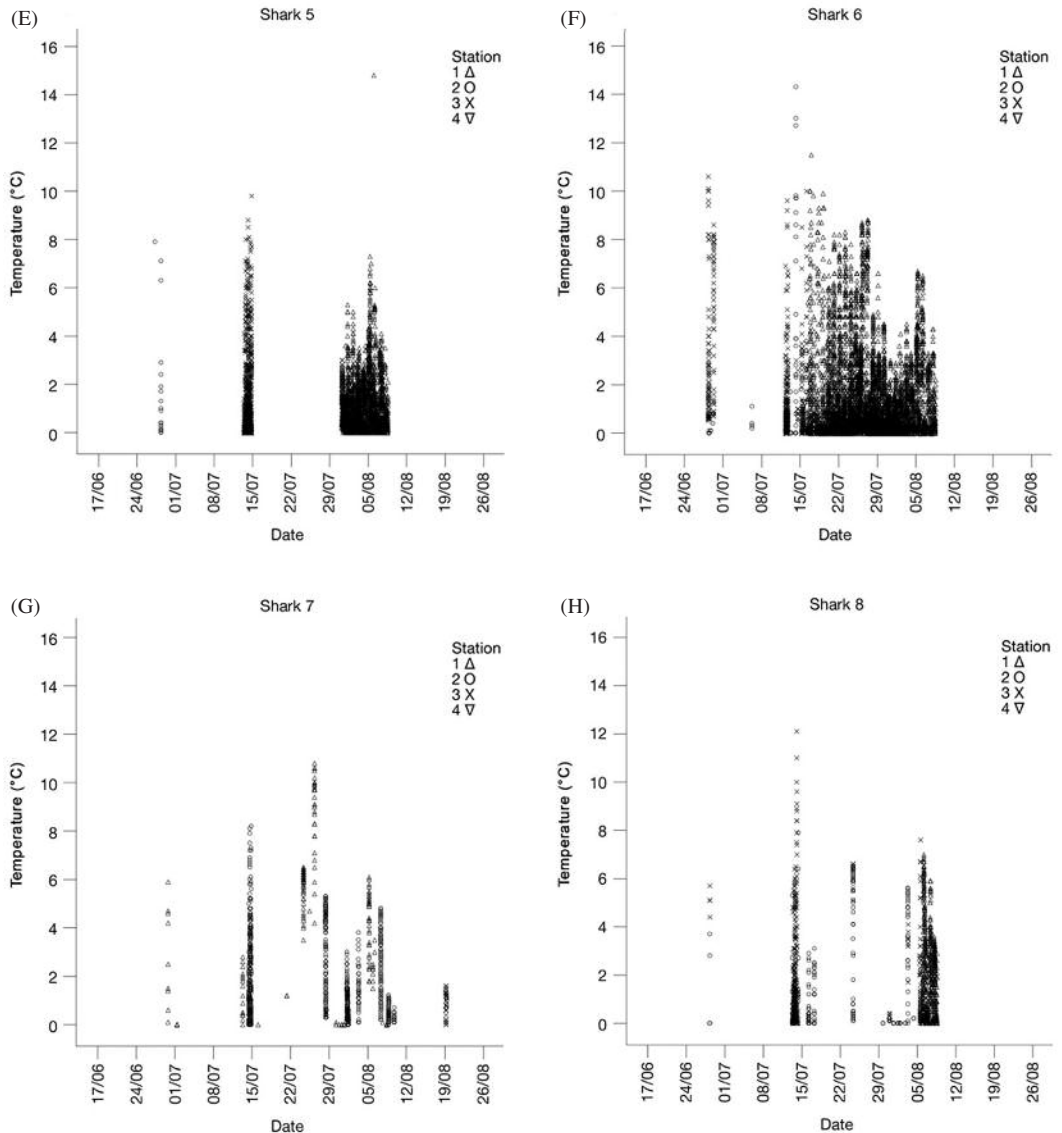 (E)
Shark 5
Temperature (°C)
16
14
12
10
8
6
4
2
0
Station
1 Δ
2 O
3 X
4 ∇
17/06 24/06 01/07 08/07 15/07 22/07 29/07 05/08 12/08 19/08 26/08
Date
(F)
Shark 6
Temperature (°C)
16
14
12
10
8
6
4
2
0
Station
1 Δ
2 O
3 X
4 ∇
17/06 24/06 01/07 08/07 15/07 22/07 29/07 05/08 12/08 19/08 26/08
Date
(G)
Shark 7
Temperature (°C)
16
14
12
10
8
6
4
2
0
Station
1 Δ
2 O
3 X
4 ∇
17/06 24/06 01/07 08/07 15/07 22/07 29/07 05/08 12/08 19/08 26/08
Date
(H)
Shark 8
Temperature (°C)
16
14
12
10
8
6
4
2
0
Station
1 Δ
2 O
3 X
4 ∇
17/06 24/06 01/07 08/07 15/07 22/07 29/07 05/08 12/08 19/08 26/08
Date